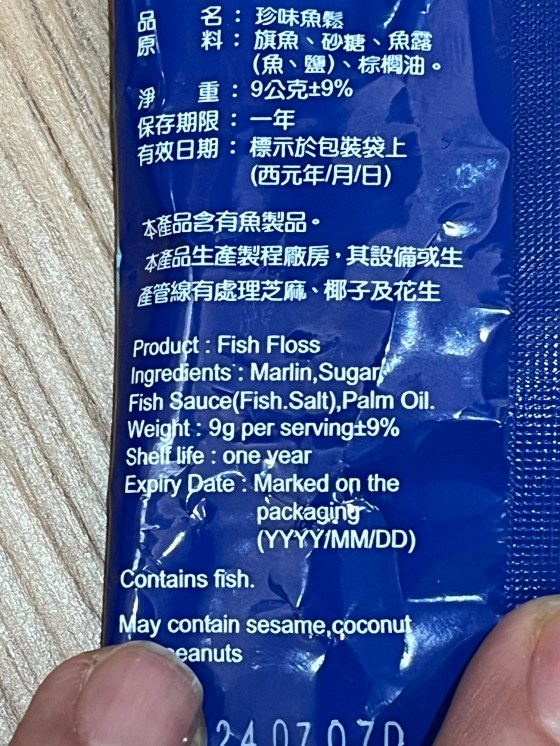 品 名：珍味魚鬆
原 料：旗魚、砂糖、魚露
(魚、鹽)、棕櫚油。
淨 重：9公克±9%
保存期限：一年
有效日期：標示於包裝袋上
(西元年/月/日)
本產品含有魚製品。
本產品生產製程廠房，其設備或生
產管線有處理芝麻、椰子及花生
Product : Fish Floss
Ingredients : Marlin,Sugar,
Fish Sauce(Fish.Salt),Palm Oil.
Weight : 9g per serving±9%
Shelf life : one year
Expiry Date : Marked on the
packaging
(YYYY/MM/DD)
Contains fish.
May contain sesame,coconut